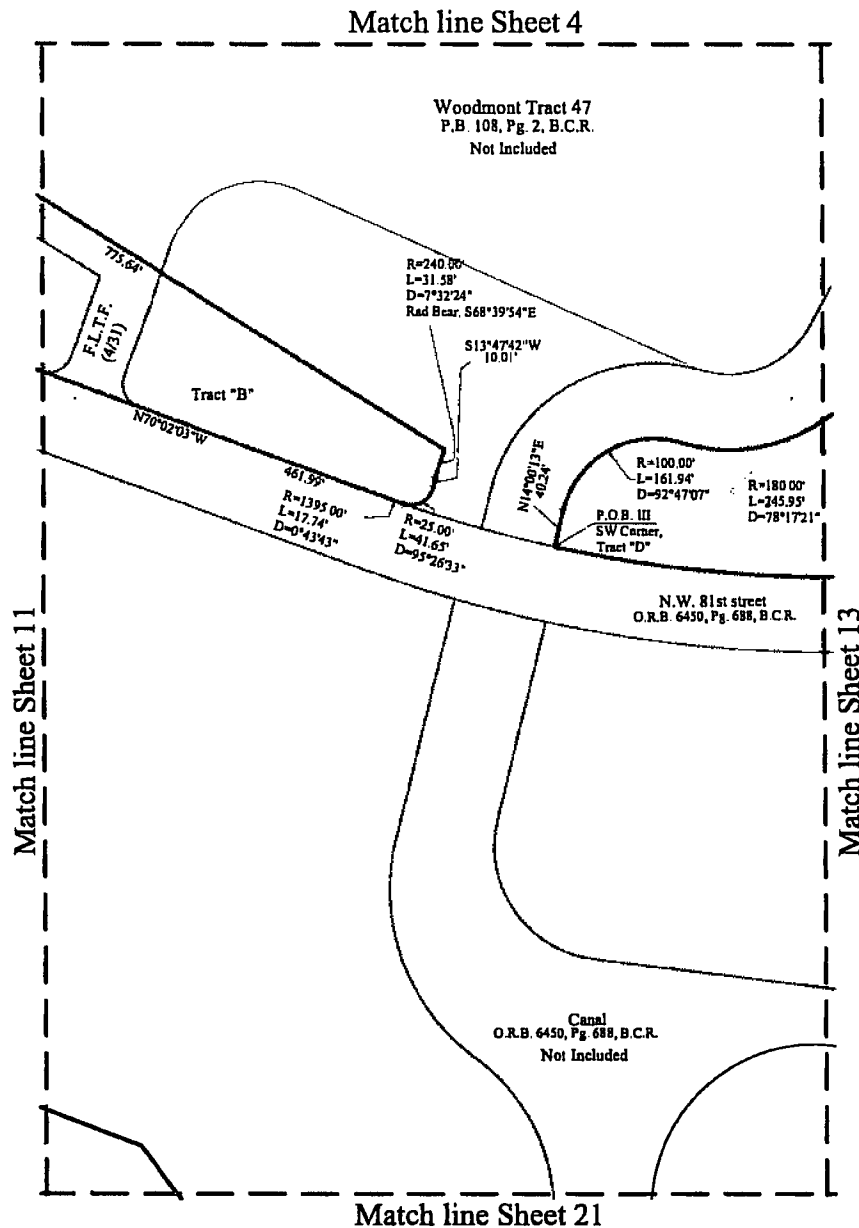 Match line Sheet 4
Woodmont Tract 47
P.B. 108, Pg. 2, B.C.R.
Not Included
775.64'
R=240.00'
L=31.58'
D=7°32'24"
Rad Bear. S68°39'54"E
S13°47'42"W
10.01'
F.L.T.F.
(4/31)
Tract "B"
N70°02'03"W
461.99'
R=1395.00'
L=17.74'
D=0°43'43"
R=25.00'
L=41.65'
D=95°26'33"
N14°00'13"E
40.24'
R=100.00'
L=161.94'
D=92°47'07"
R=180.00'
L=245.95'
D=78°17'21"
P.O.B. III
SW Corner,
Tract "D"
N.W. 81st street
O.R.B. 6450, Pg. 688, B.C.R.
Match line Sheet 11
Match line Sheet 13
Canal
O.R.B. 6450, Pg. 688, B.C.R.
Not Included
Match line Sheet 21